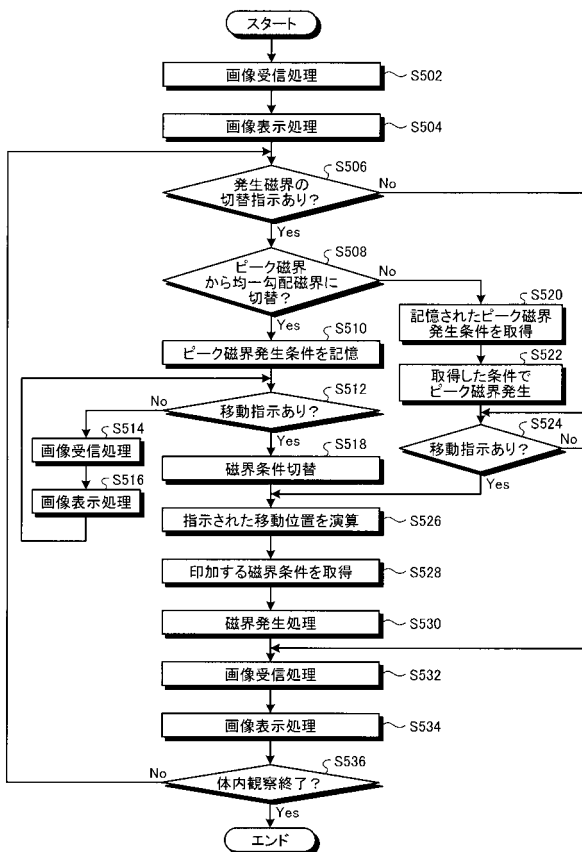 スタート
画像受信処理
S502
画像表示処理
S504
発生磁界の
切替指示あり?
S506
No
Yes
ピーク磁界
から均一勾配磁界に
切替?
S508
No
Yes
ピーク磁界発生条件を記憶
S510
記憶されたピーク磁界
発生条件を取得
S520
取得した条件で
ピーク磁界発生
S522
移動指示あり?
S512
No
Yes
画像受信処理
S514
画像表示処理
S516
磁界条件切替
S518
移動指示あり?
S524
No
Yes
指示された移動位置を演算
S526
印加する磁界条件を取得
S528
磁界発生処理
S530
画像受信処理
S532
画像表示処理
S534
体内観察終了?
S536
No
Yes
エンド